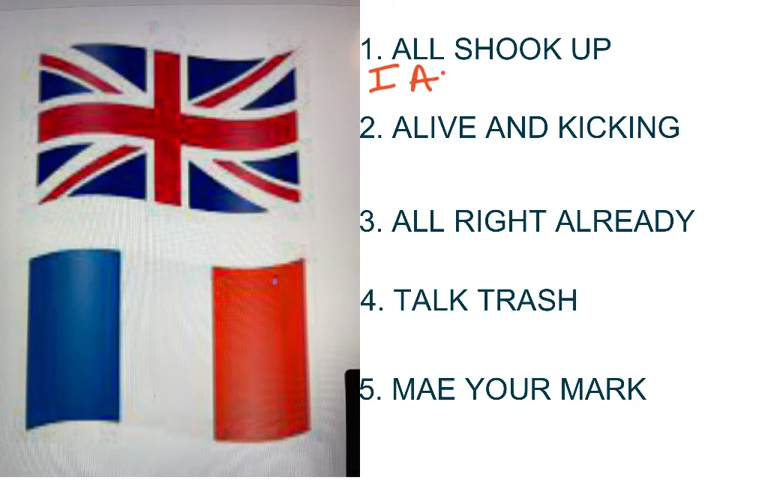 1. ALL SHOOK UP
I A.
2. ALIVE AND KICKING
3. ALL RIGHT ALREADY
4. TALK TRASH
5. MAE YOUR MARK